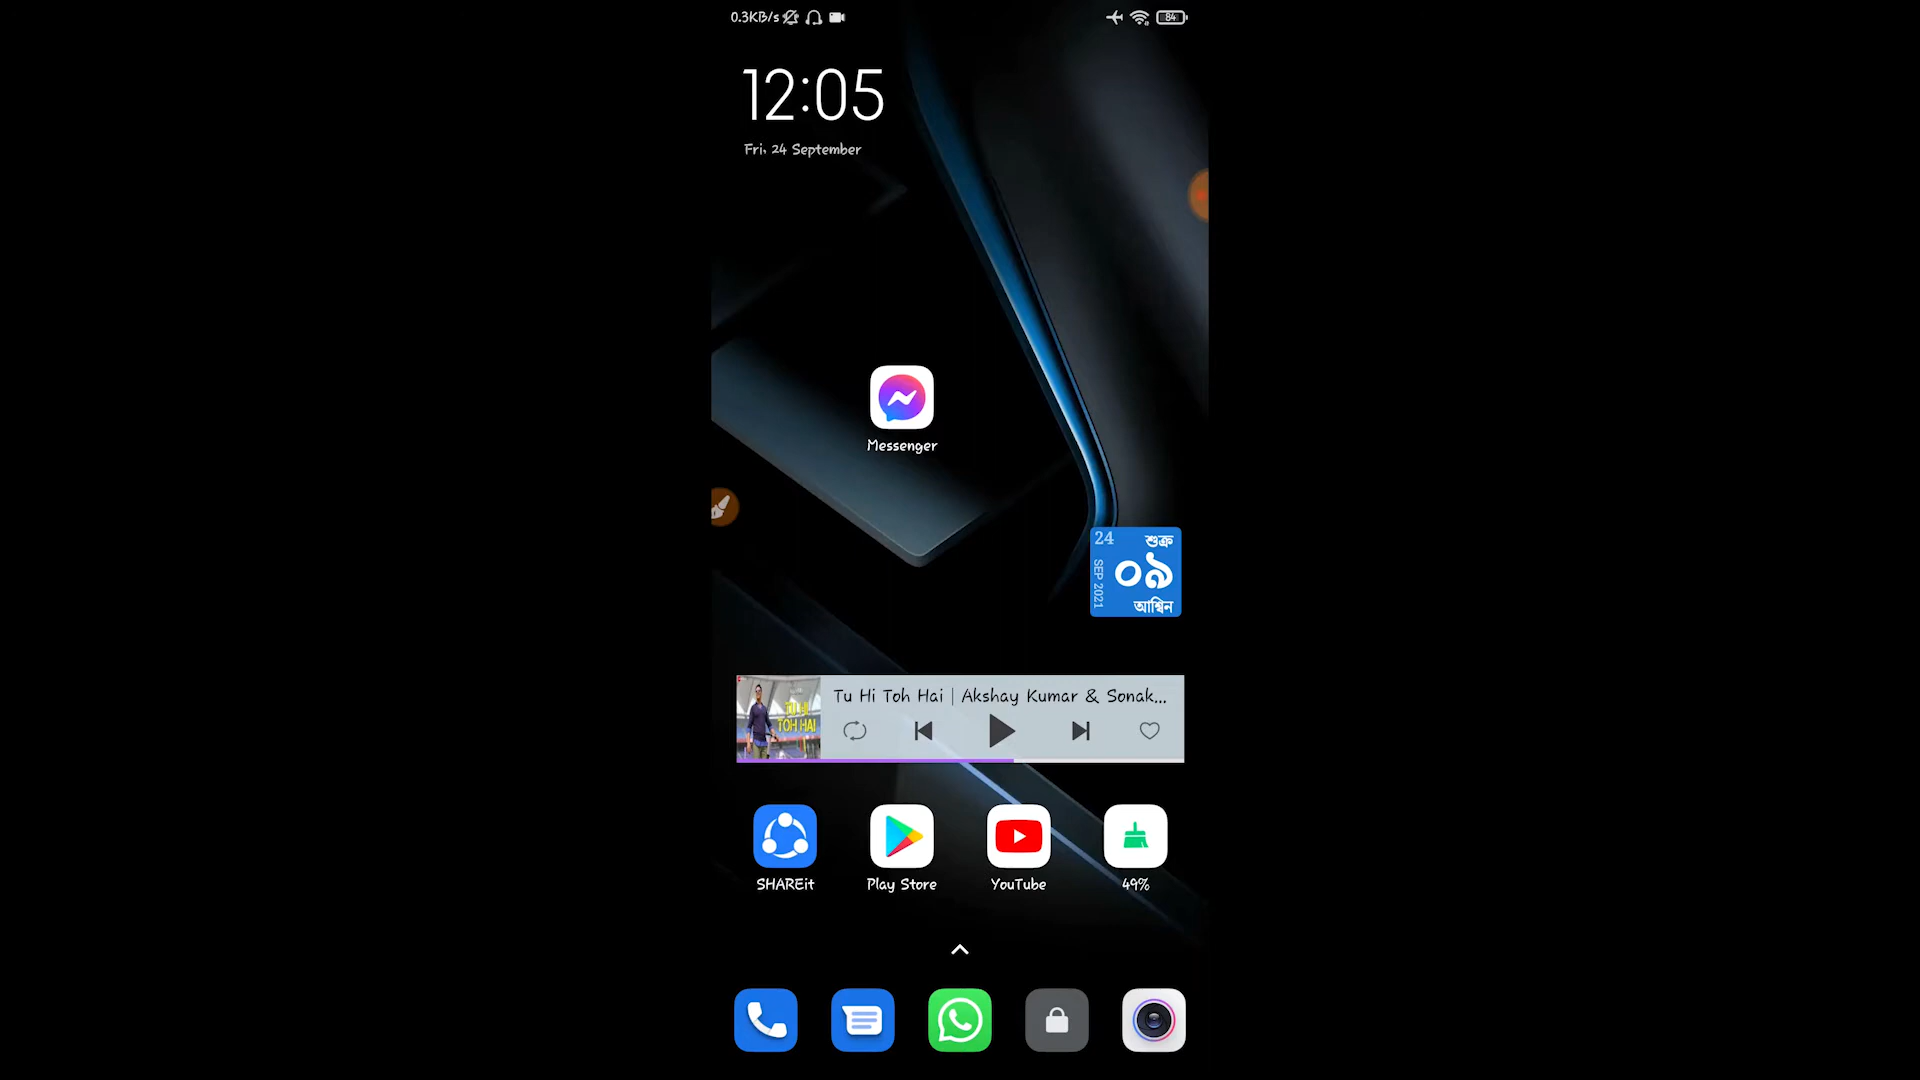 0.3KB/s
84
12:05
Fri, 24 September
Messenger
24 শুক্র
SEP 2021
০৯
আশ্বিন
TU HI
TOH HAI
Tu Hi Toh Hai | Akshay Kumar & Sonak...
SHAREit
Play Store
YouTube
49%